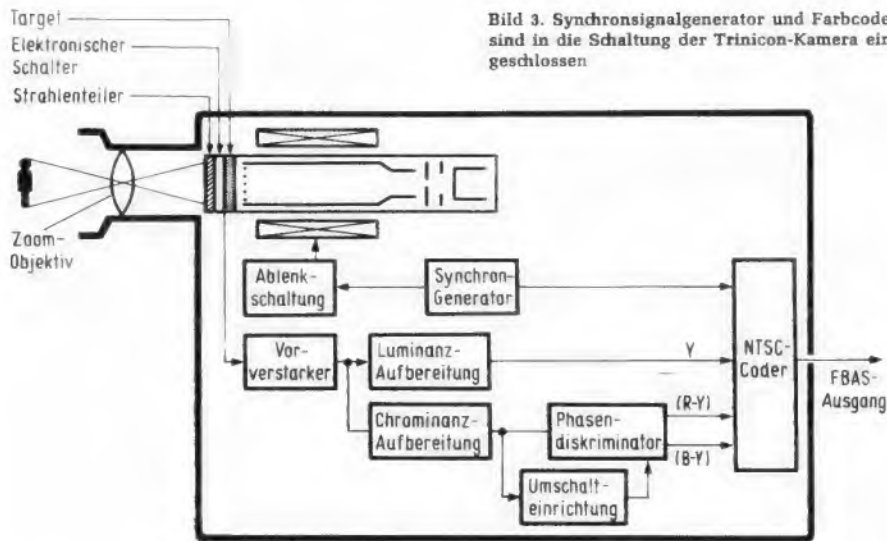 Target
Elektronischer
Schalter
Strahlenteiler
Bild 3. Synchronsignalgenerator und Farbcode
sind in die Schaltung der Trinicon-Kamera ein
geschlossen
Zoom-
Objektiv
Ablenk-
schaltung
Synchron-
Generator
Vor-
verstarker
Luminanz-
Aufbereitung
Y
NTSC-
Coder
FBAS-
Ausgang
Chrominanz-
Aufbereitung
Phasen-
diskriminator
(R-Y)
(B-Y)
Umschalt-
einrichtung